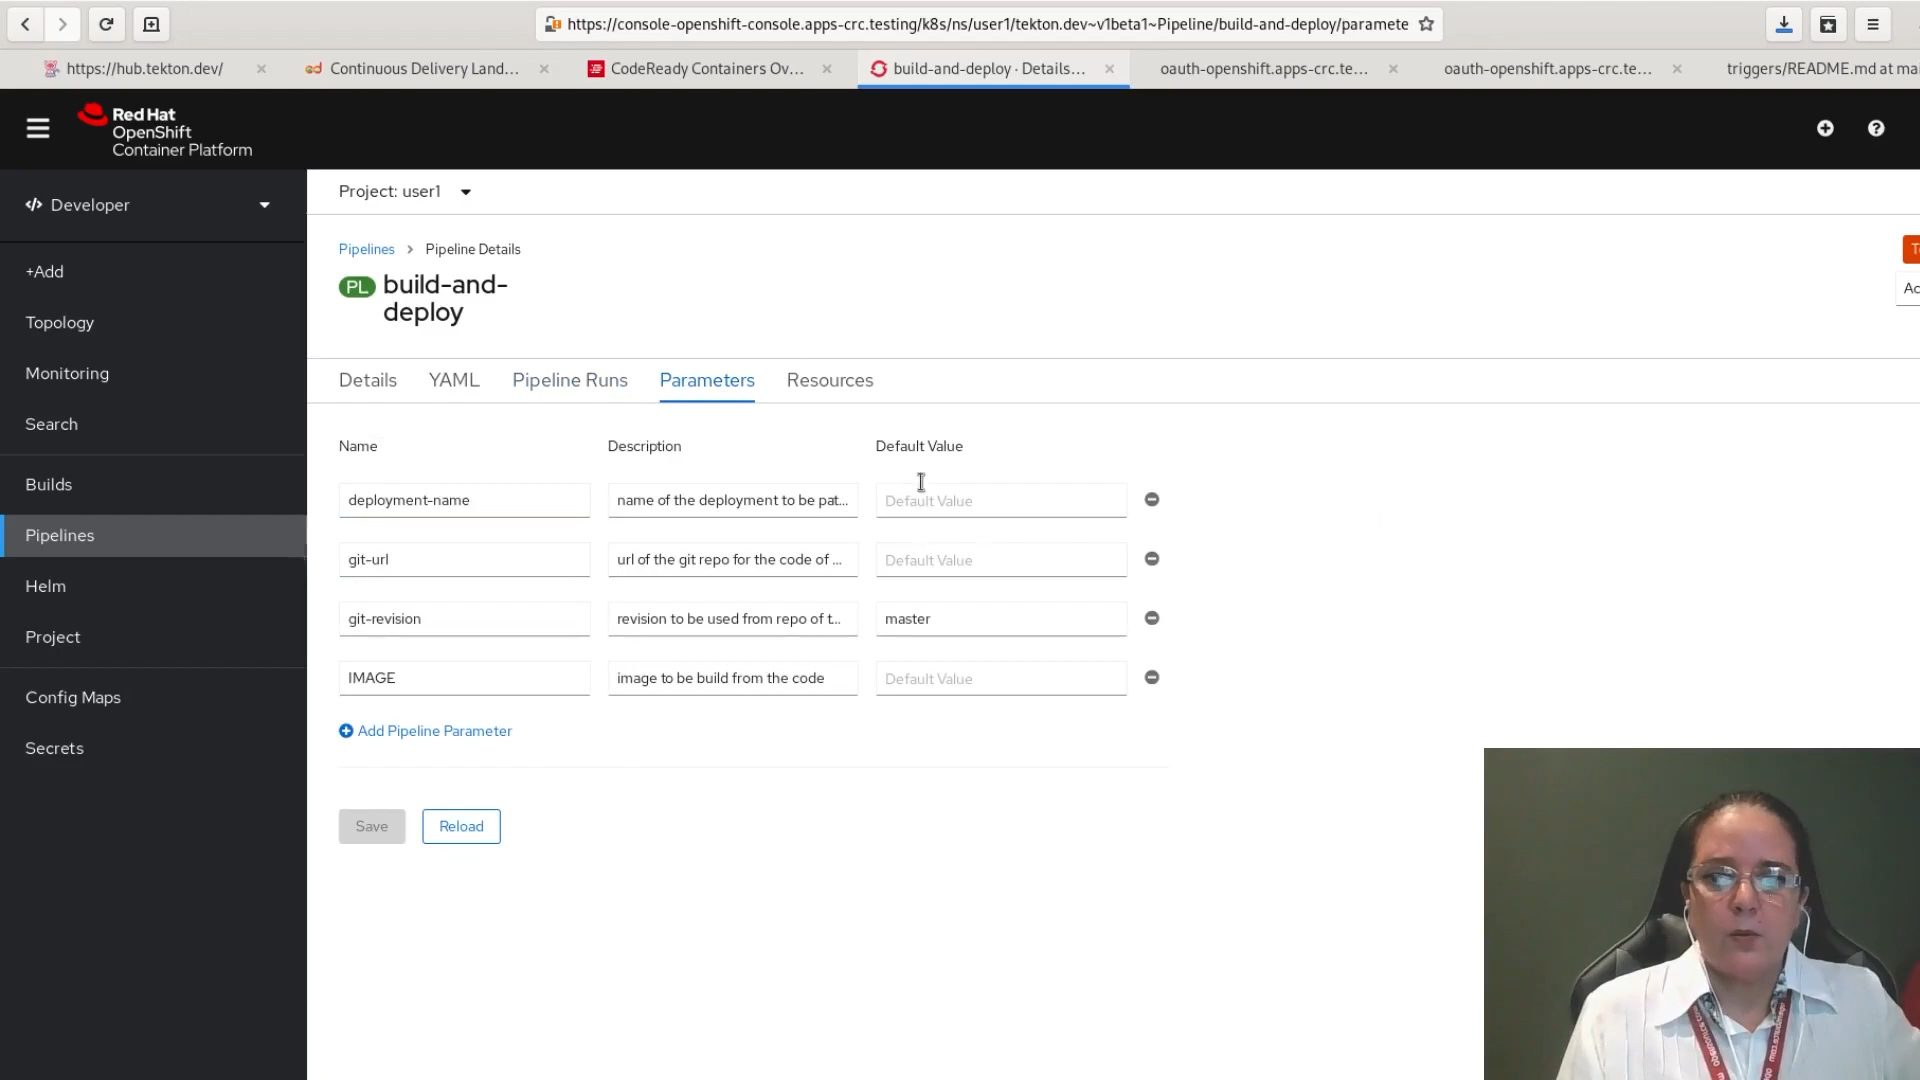 https://console-openshift-console.apps-crc.testing/k8s/ns/user1/tekton.dev~v1beta1~Pipeline/build-and-deploy/paramete
https://hub.tekton.dev/
Continuous Delivery Land...
CodeReady Containers Ov...
build-and-deploy · Details...
oauth-openshift.apps-crc.te...
oauth-openshift.apps-crc.te...
triggers/README.md at mai
Red Hat
OpenShift
Container Platform
Developer
Project: user1
Pipelines
Pipeline Details
PL
build-and-
deploy
Ac
+Add
Topology
Monitoring
Search
Builds
Pipelines
Helm
Project
Config Maps
Secrets
Details
YAML
Pipeline Runs
Parameters
Resources
Name
Description
Default Value
deployment-name
name of the deployment to be pat...
Default Value
git-url
url of the git repo for the code of ...
Default Value
git-revision
revision to be used from repo of t...
master
IMAGE
image to be build from the code
Default Value
Add Pipeline Parameter
Save
Reload